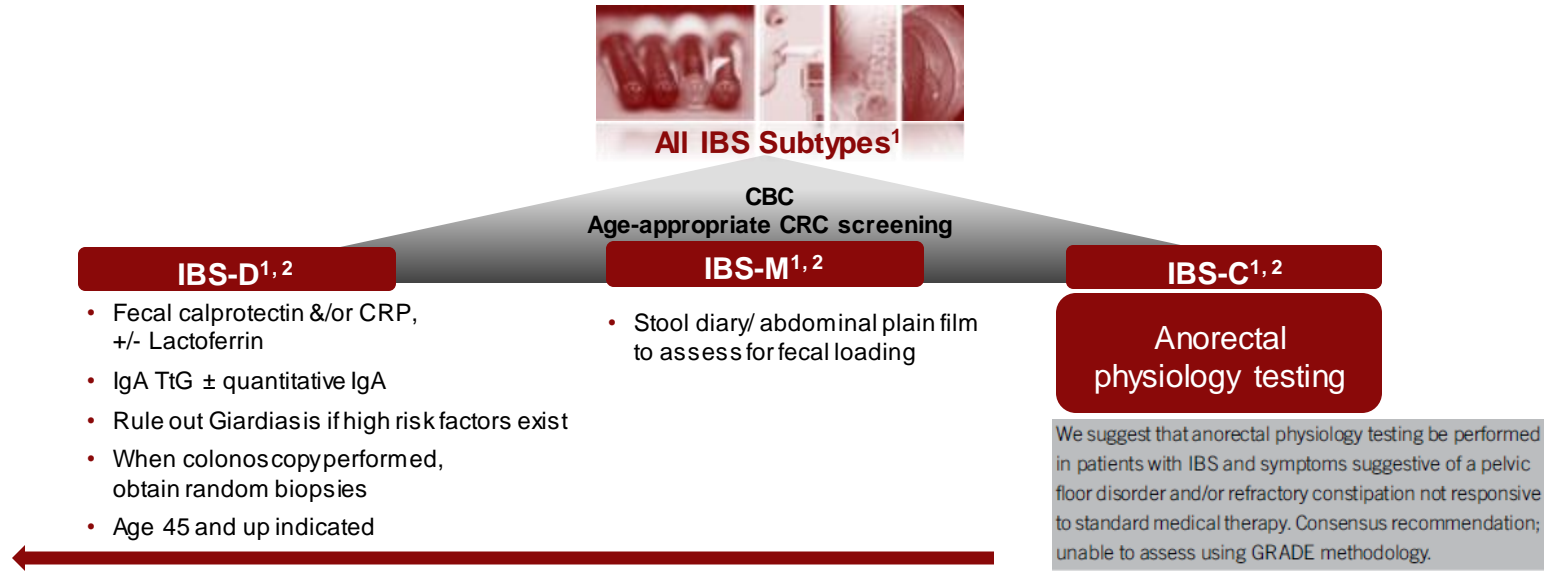 All IBS Subtypes1
CBC
Age-appropriate CRC screening
IBS-D1, 2
• Fecal calprotectin &/or CRP,
+/- Lactoferrin
• IgA TtG ± quantitative IgA
• Rule out Giardiasis if high risk factors exist
• When colonoscopy performed,
obtain random biopsies
• Age 45 and up indicated
IBS-M1, 2
• Stool diary/ abdominal plain film
to assess for fecal loading
IBS-C1, 2
Anorectal
physiology testing
We suggest that anorectal physiology testing be performed
in patients with IBS and symptoms suggestive of a pelvic
floor disorder and/or refractory constipation not responsive
to standard medical therapy. Consensus recommendation;
unable to assess using GRADE methodology.